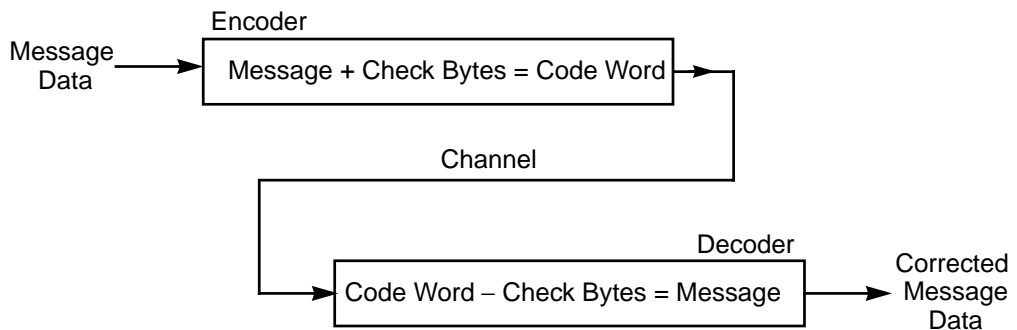 Encoder
Message
Data
Message + Check Bytes = Code Word
Channel
Decoder
Code Word – Check Bytes = Message
Corrected
Message
Data